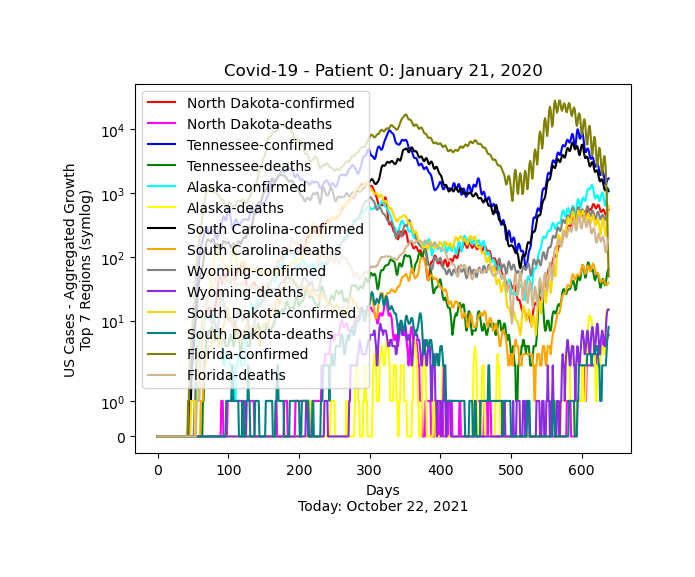 Covid-19 - Patient 0: January 21, 2020
US Cases - Aggregated Growth
Top 7 Regions (symlog)
10^4
10^3
10^2
10^1
10^0
0
North Dakota-confirmed
North Dakota-deaths
Tennessee-confirmed
Tennessee-deaths
Alaska-confirmed
Alaska-deaths
South Carolina-confirmed
South Carolina-deaths
Wyoming-confirmed
Wyoming-deaths
South Dakota-confirmed
South Dakota-deaths
Florida-confirmed
Florida-deaths
0 100 200 300 400 500 600
Days
Today: October 22, 2021